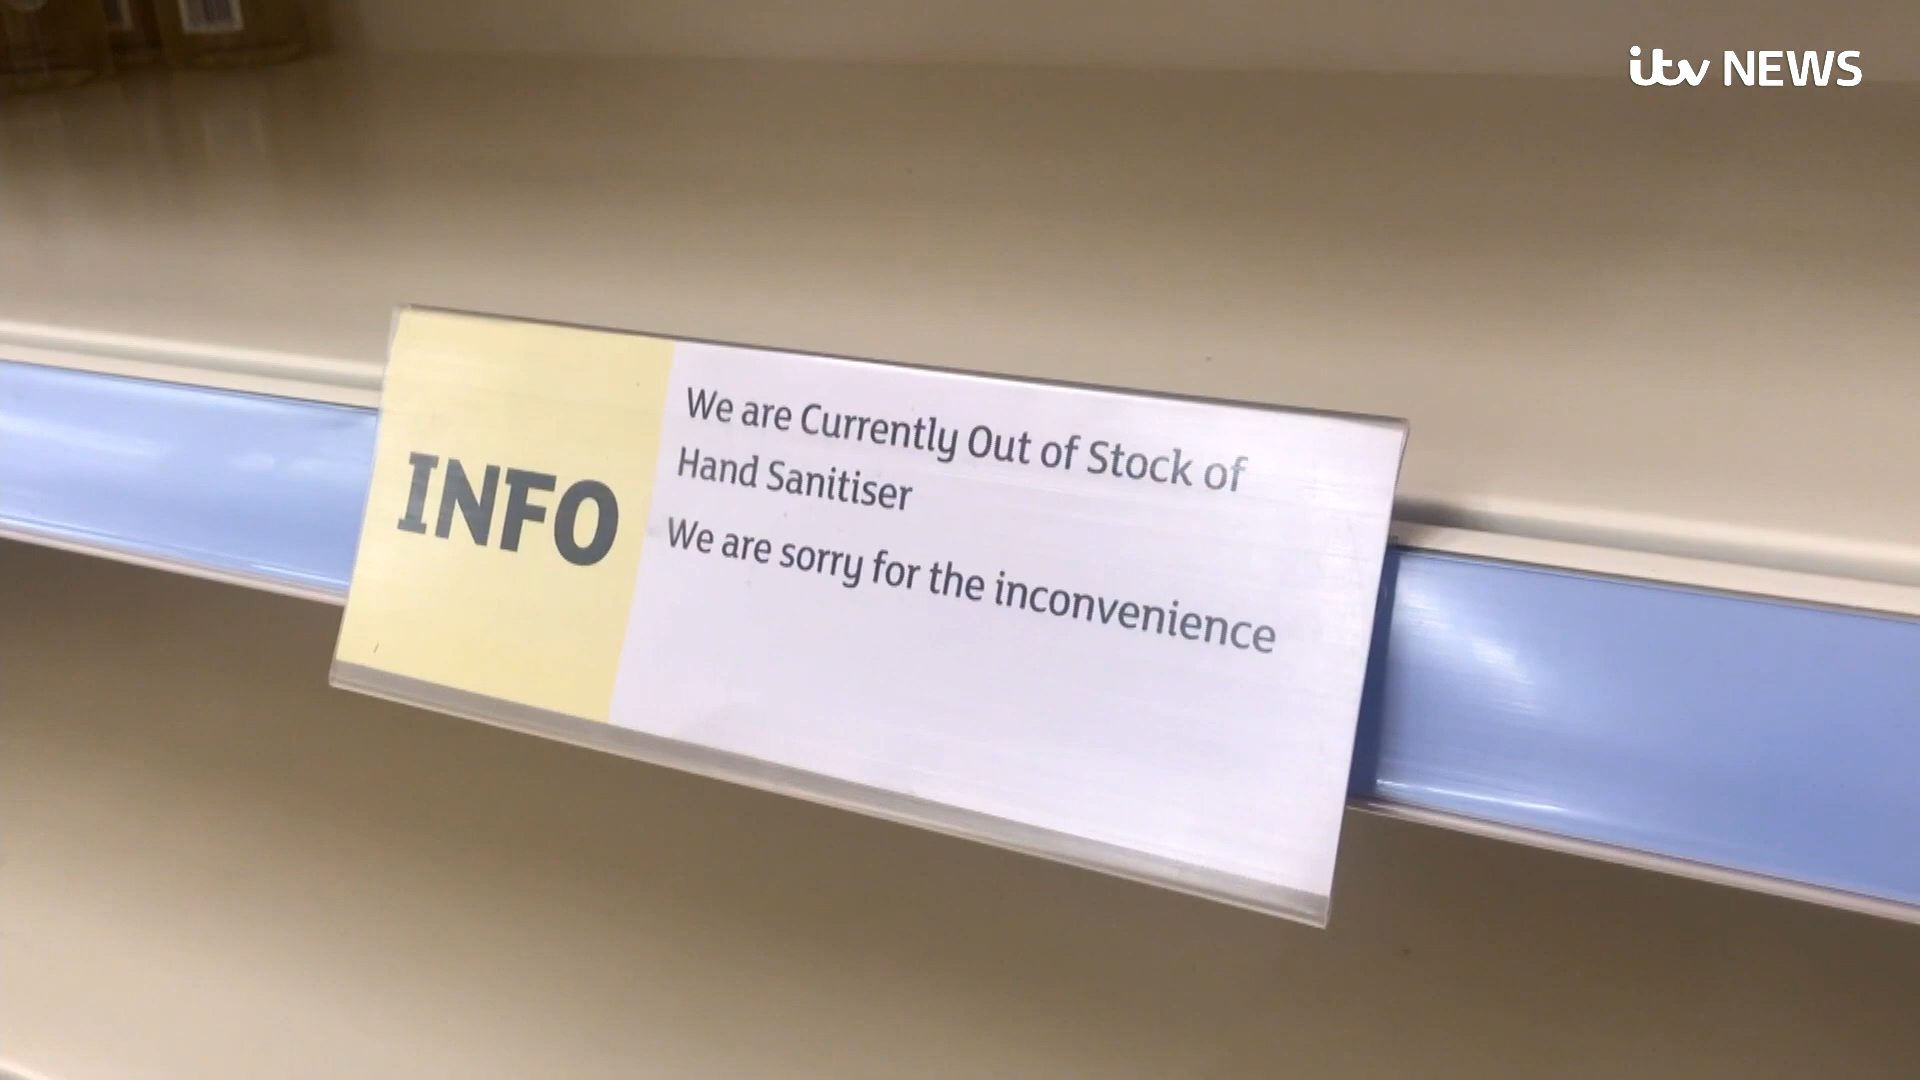 itv NEWS
INFO
We are Currently Out of Stock of
Hand Sanitiser
We are sorry for the inconvenience